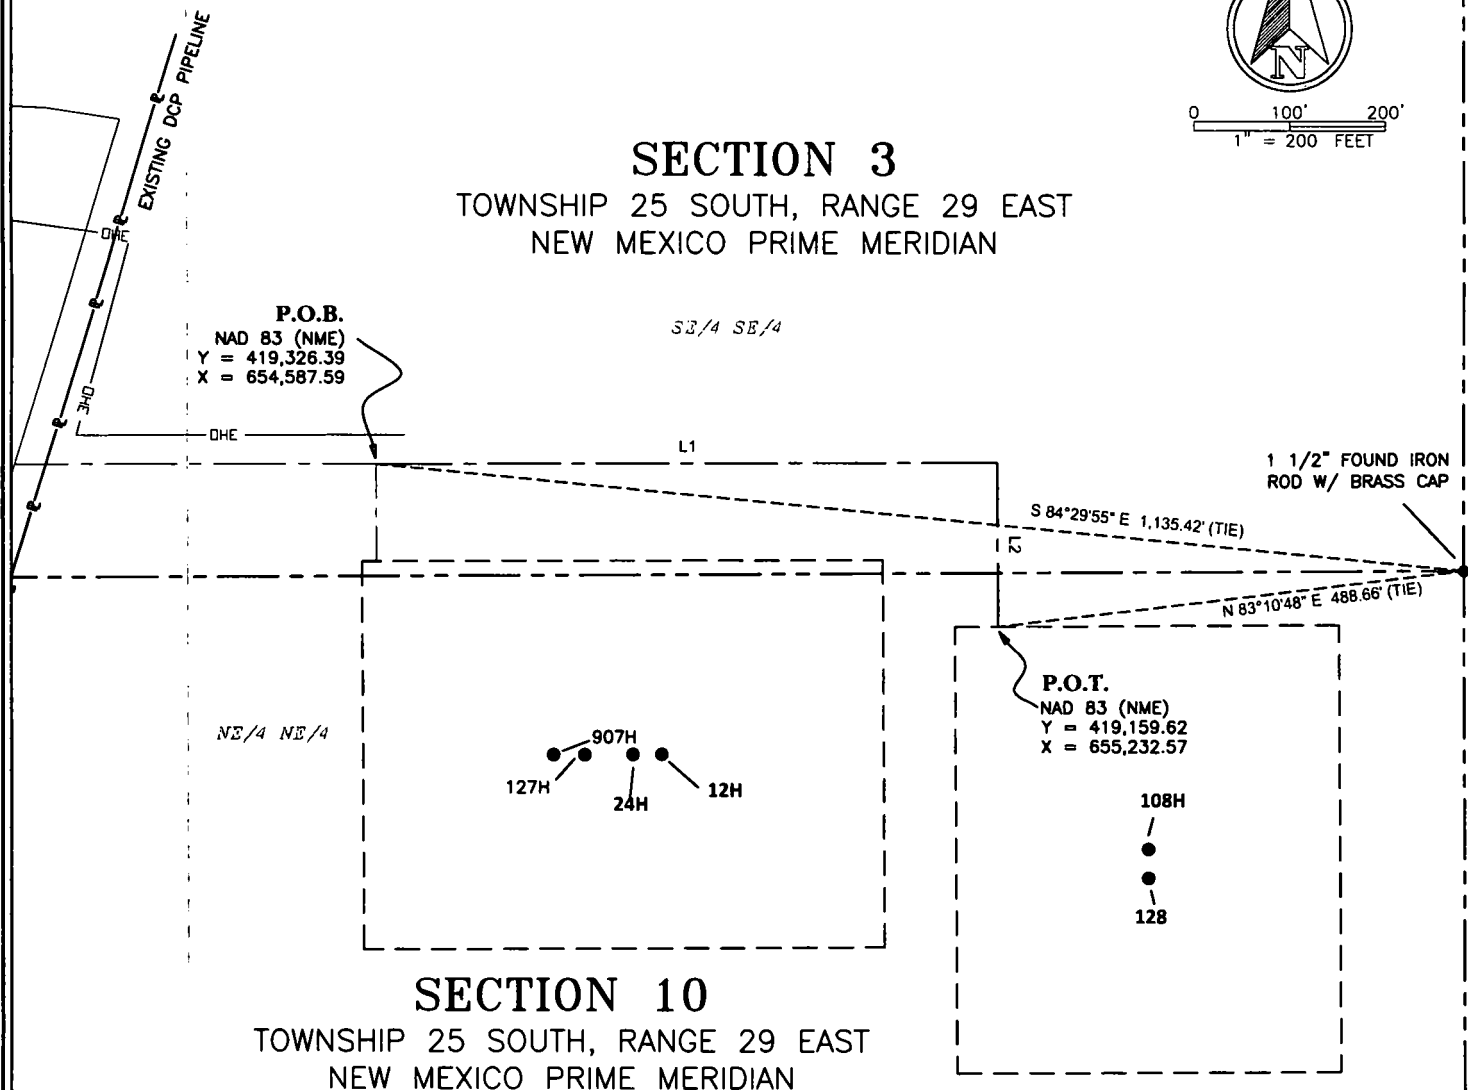 N
0 100' 200'
1" = 200 FEET
EXISTING DCP PIPELINE
SECTION 3
TOWNSHIP 25 SOUTH, RANGE 29 EAST
NEW MEXICO PRIME MERIDIAN
OHE
P.O.B.
NAD 83 (NME)
Y = 419,326.39
X = 654,587.59
SE/4 SE/4
OHE
OHE
L1
1 1/2" FOUND IRON
ROD W/ BRASS CAP
S 84°29'55" E 1,135.42' (TIE)
L2
N 83°10'48" E 488.66' (TIE)
P.O.T.
NAD 83 (NME)
Y = 419,159.62
X = 655,232.57
NE/4 NE/4
907H
127H
24H
12H
108H
128
SECTION 10
TOWNSHIP 25 SOUTH, RANGE 29 EAST
NEW MEXICO PRIME MERIDIAN